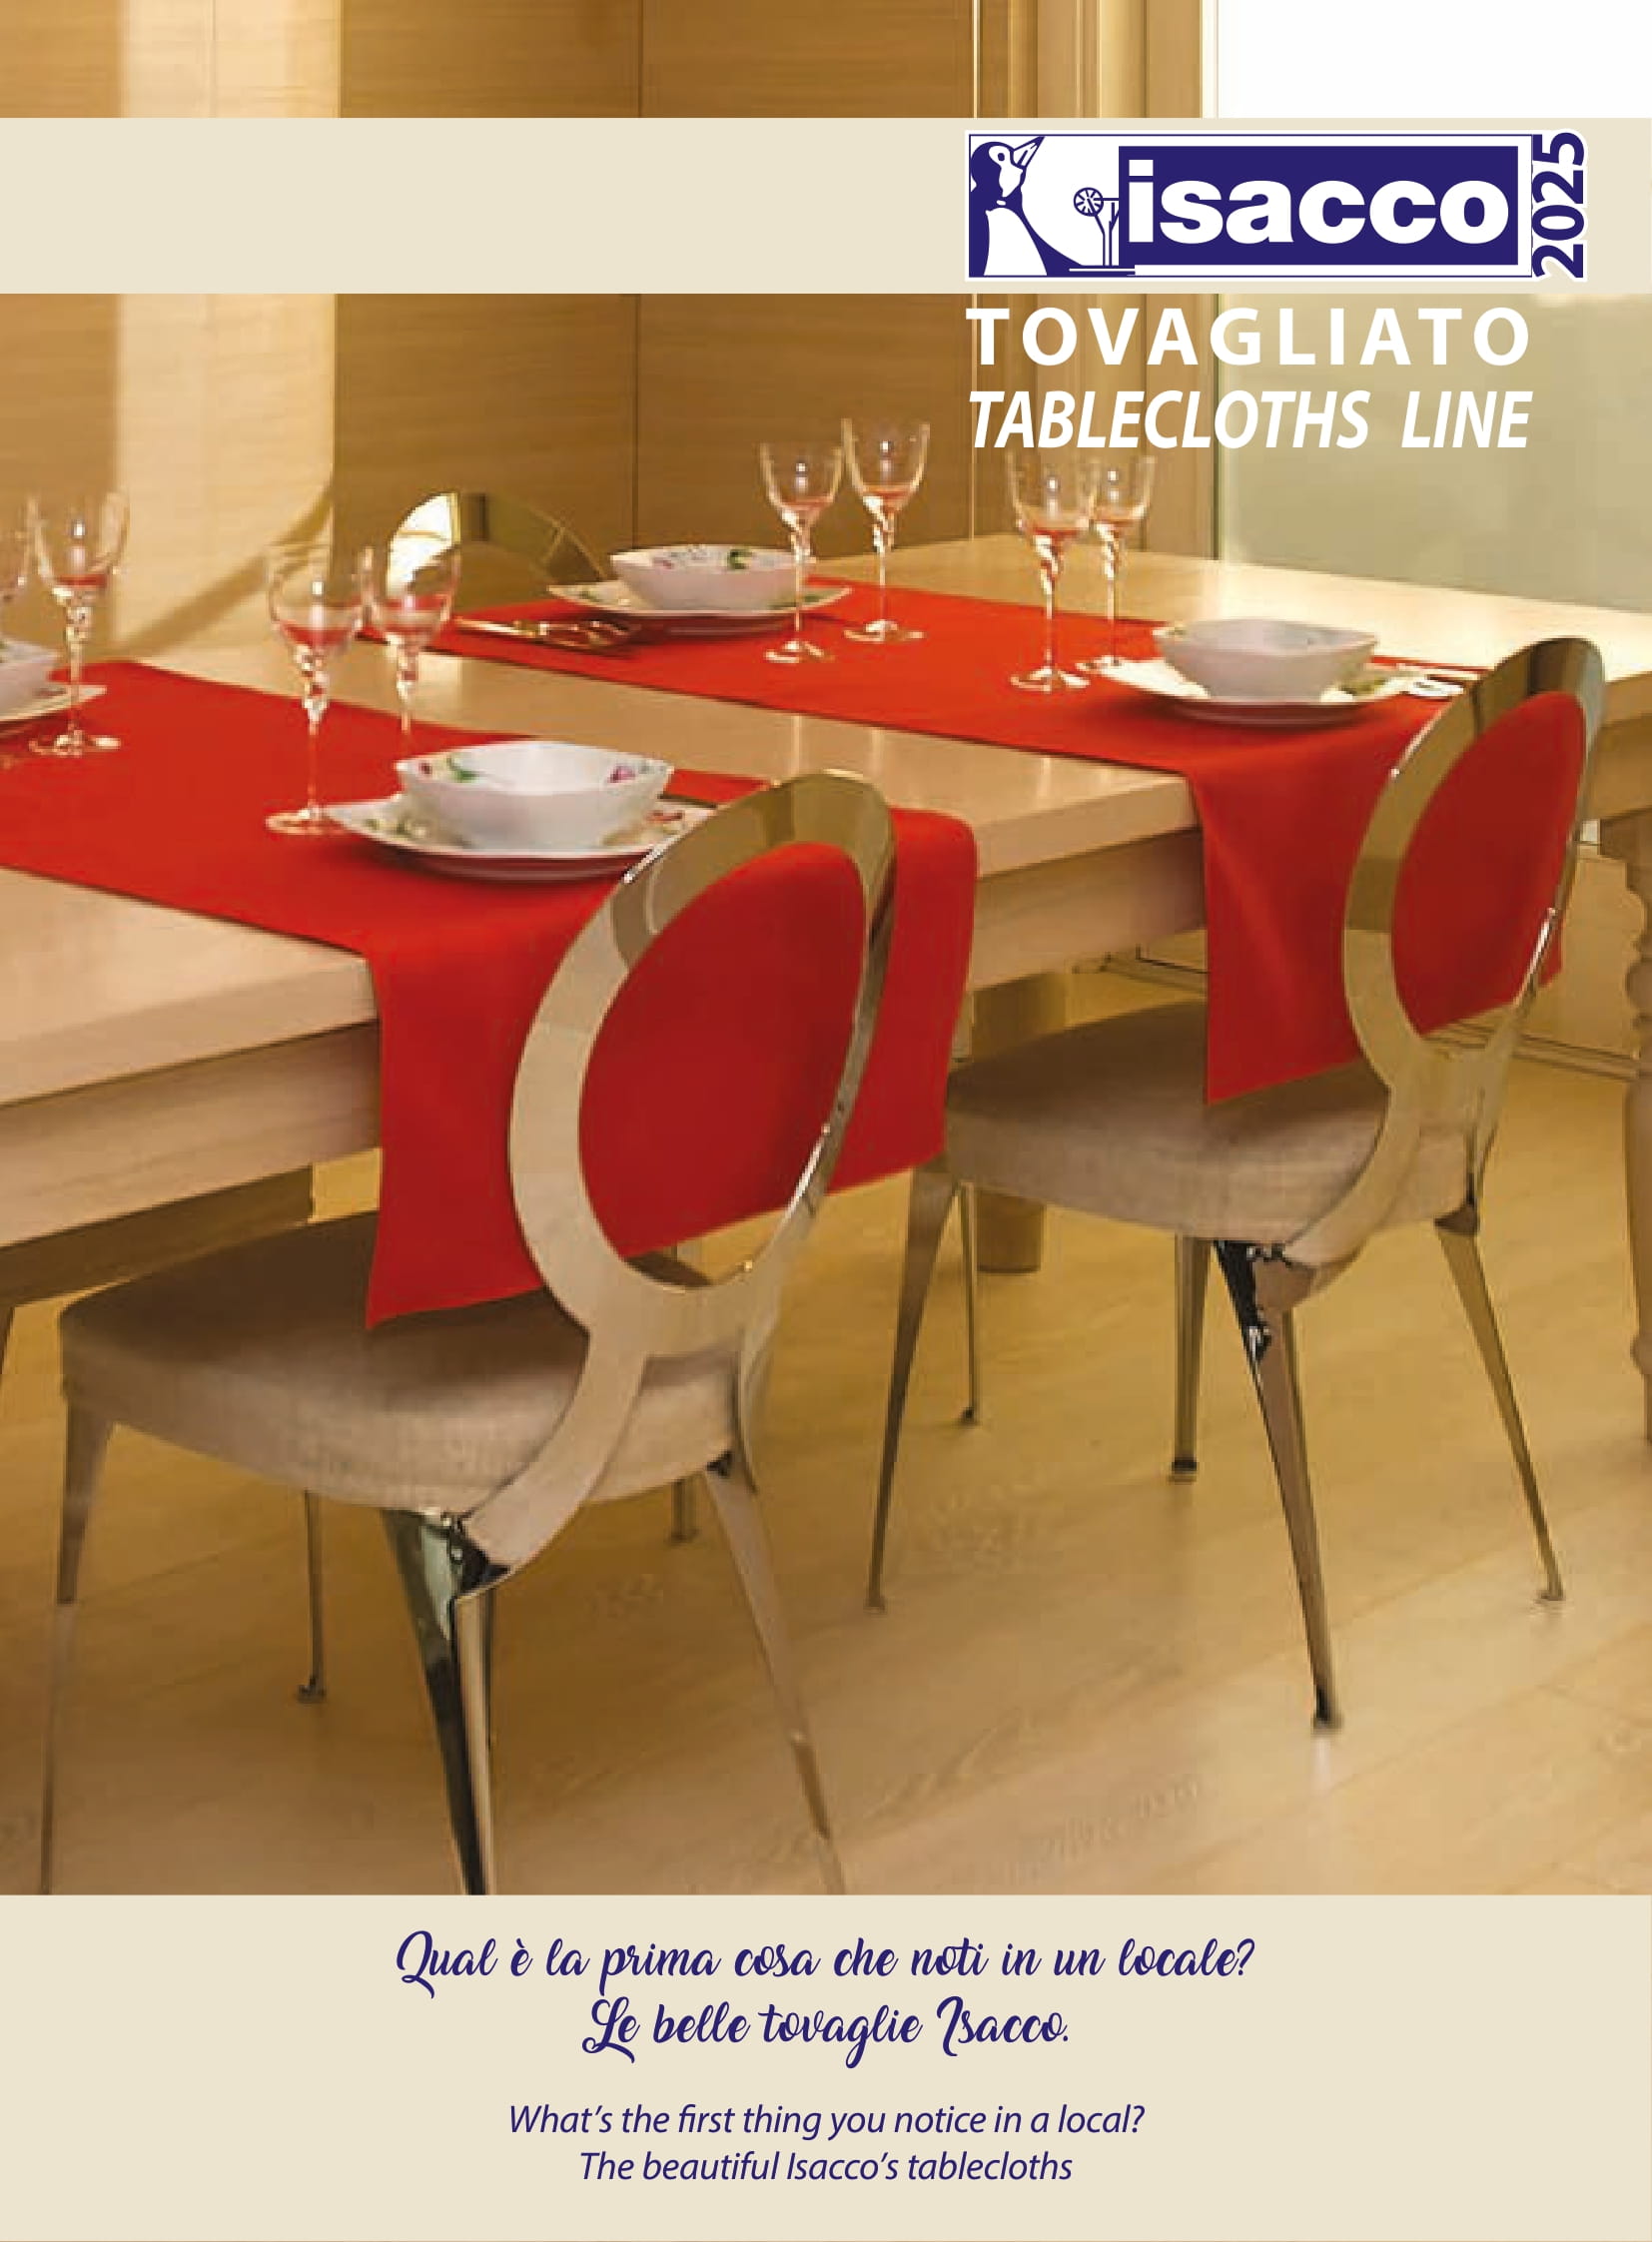 isacco
2025
TOVAGLIATO
TABLECLOTHS LINE
Qual è la prima cosa che noti in un locale?
Le belle tovaglie Isacco.
What's the first thing you notice in a local?
The beautiful Isacco's tablecloths